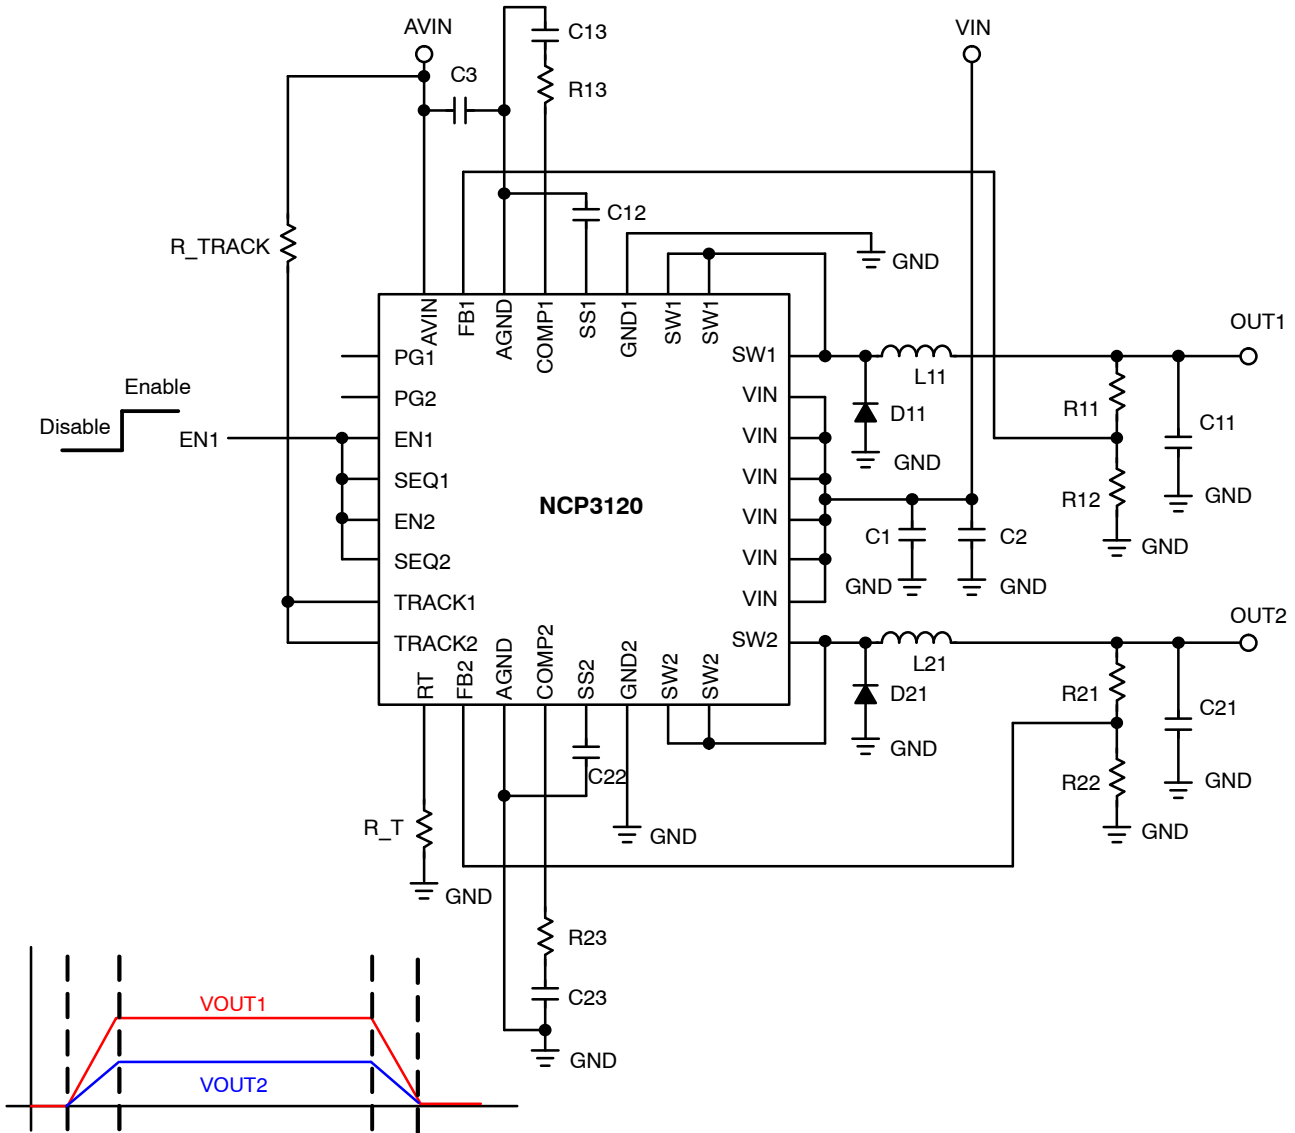 AVIN
VIN
C13
C3
R13
C12
R_TRACK
GND
AVIN
FB1
AGND
COMP1
SS1
GND1
SW1
SW1
OUT1
PG1
SW1
L11
Enable
PG2
VIN
R11
D11
C11
Disable
EN1
EN1
VIN
GND
SEQ1
VIN
R12
GND
NCP3120
EN2
VIN
C1
C2
GND
SEQ2
VIN
GND
GND
TRACK1
VIN
OUT2
TRACK2
SW2
L21
RT
FB2
AGND
COMP2
SS2
GND2
SW2
SW2
D21
R21
C21
GND
C22
R22
GND
R_T
GND
GND
GND
R23
VOUT1
C23
GND
VOUT2